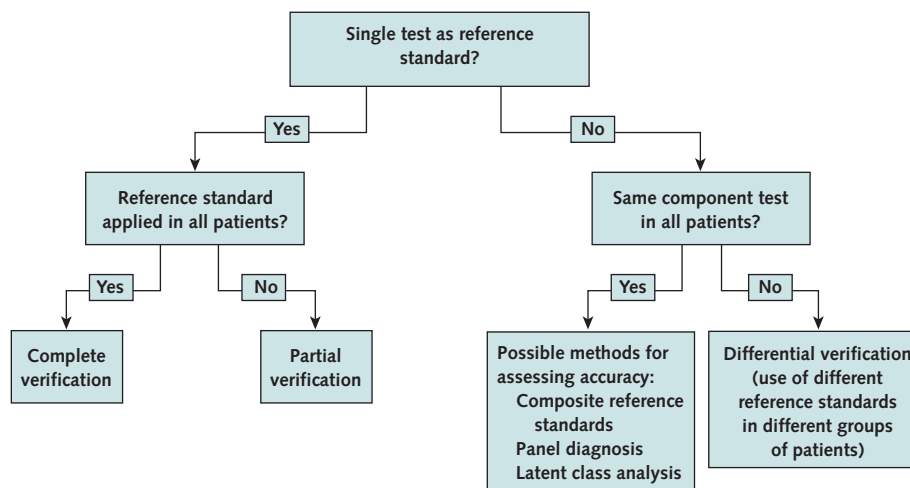 Single test as reference
standard?
Yes
No
Reference standard
applied in all patients?
Same component test
in all patients?
Yes
No
Yes
No
Complete
verification
Partial
verification
Possible methods for
assessing accuracy:
Composite reference
standards
Panel diagnosis
Latent class analysis
Differential verification
(use of different
reference standards
in different groups
of patients)